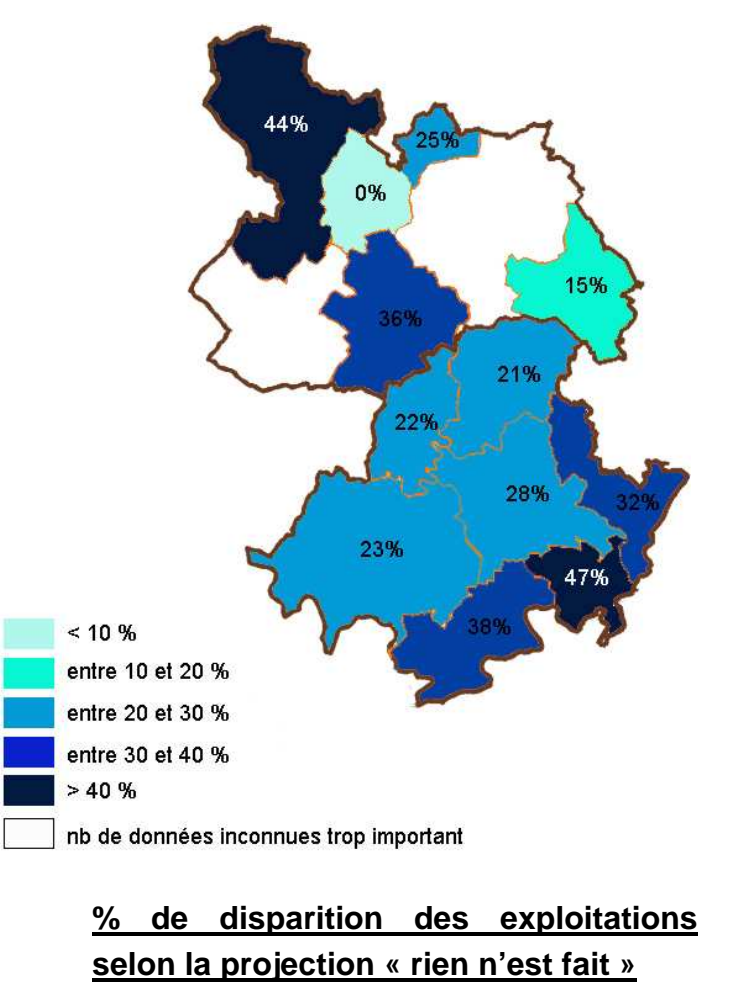 44%
25%
0%
15%
36%
21%
22%
28%
32%
23%
47%
38%
< 10 %
entre 10 et 20 %
entre 20 et 30 %
entre 30 et 40 %
> 40 %
nb de données inconnues trop important
% de disparition des exploitations
selon la projection « rien n’est fait »